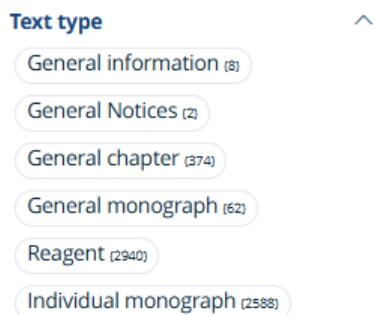 Text type
General information (8)
General Notices (2)
General chapter (374)
General monograph (62)
Reagent (2940)
Individual monograph (2588)